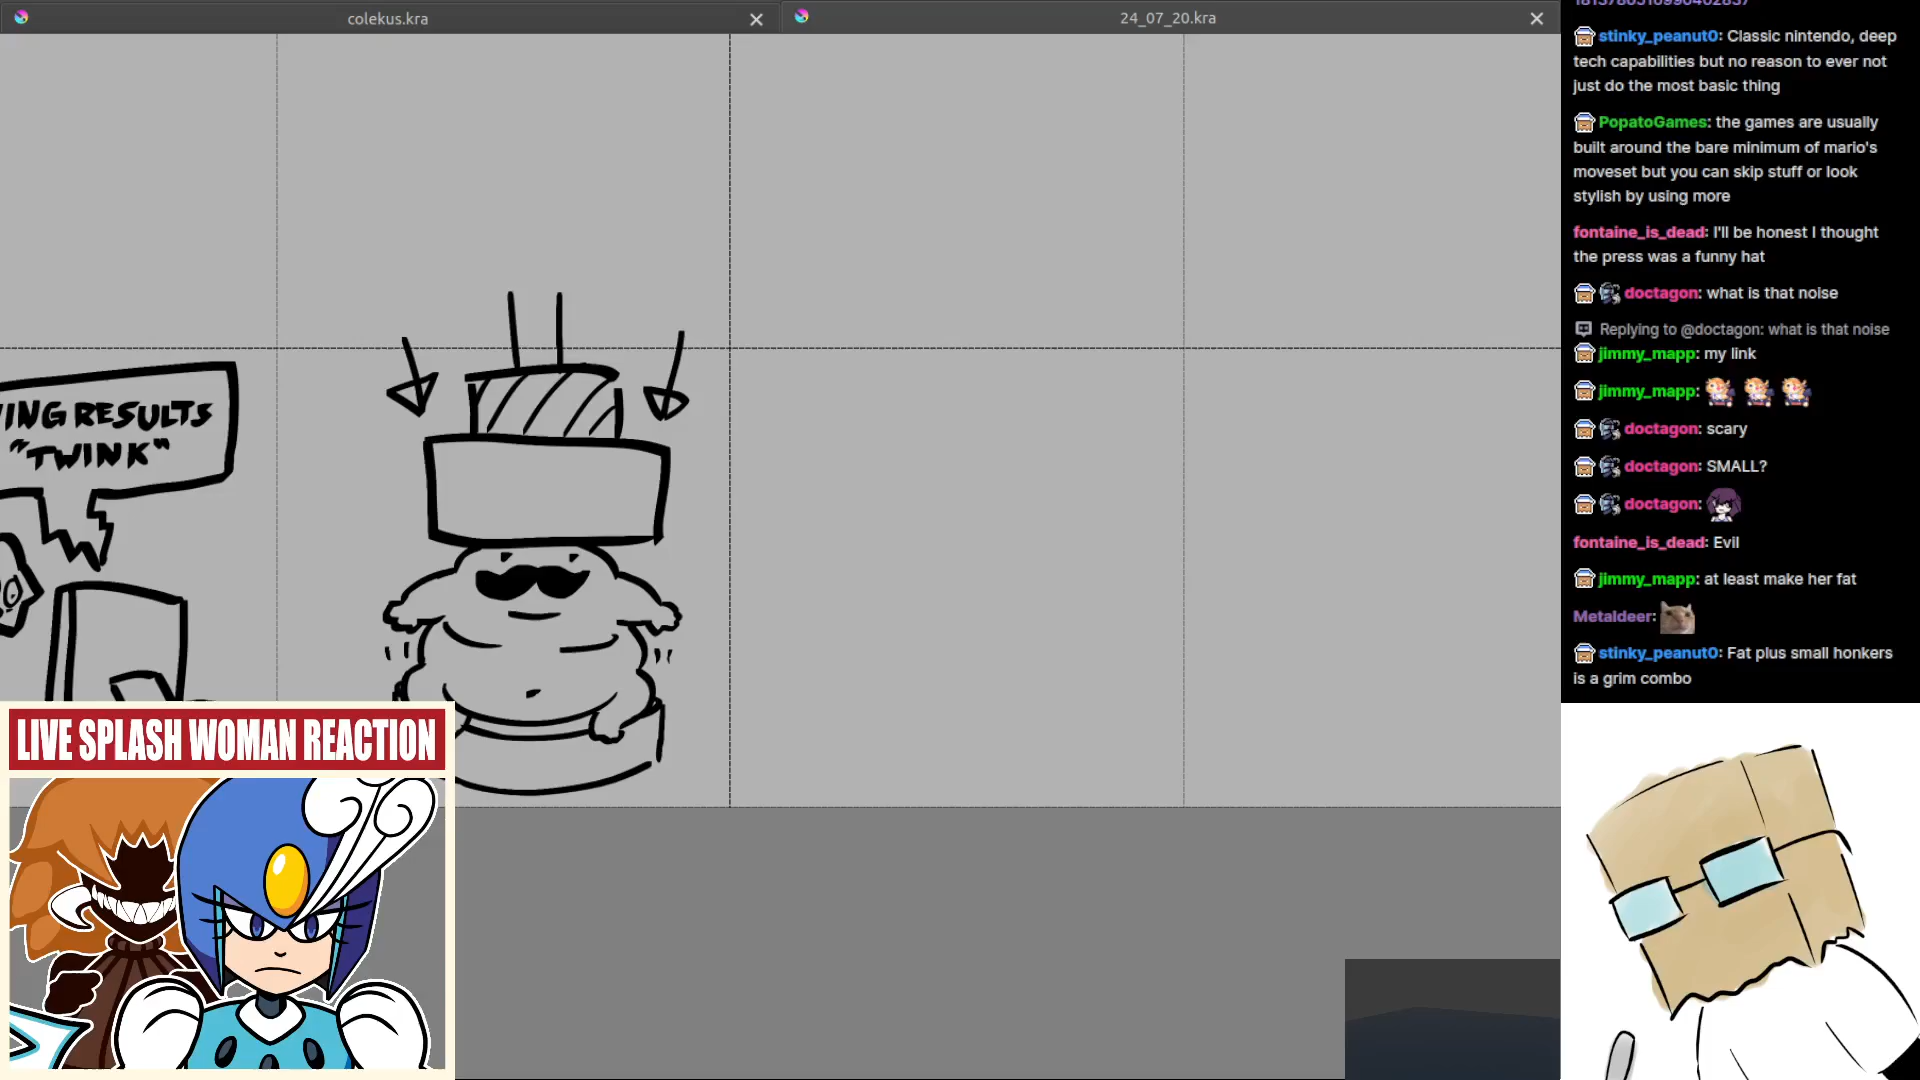 colekus.kra
24_07_20.kra
ING RESULTS
"TWINK"
LIVE SPLASH WOMAN REACTION
stinky_peanut0: Classic nintendo, deep
tech capabilities but no reason to ever not
just do the most basic thing
PopatoGames: the games are usually
built around the bare minimum of mario's
moveset but you can skip stuff or look
stylish by using more
fontaine_is_dead: I'll be honest I thought
the press was a funny hat
doctagon: what is that noise
Replying to @doctagon: what is that noise
jimmy_mapp: my link
jimmy_mapp:
doctagon: scary
doctagon: SMALL?
doctagon:
fontaine_is_dead: Evil
jimmy_mapp: at least make her fat
Metaldeer:
stinky_peanut0: Fat plus small honkers
is a grim combo